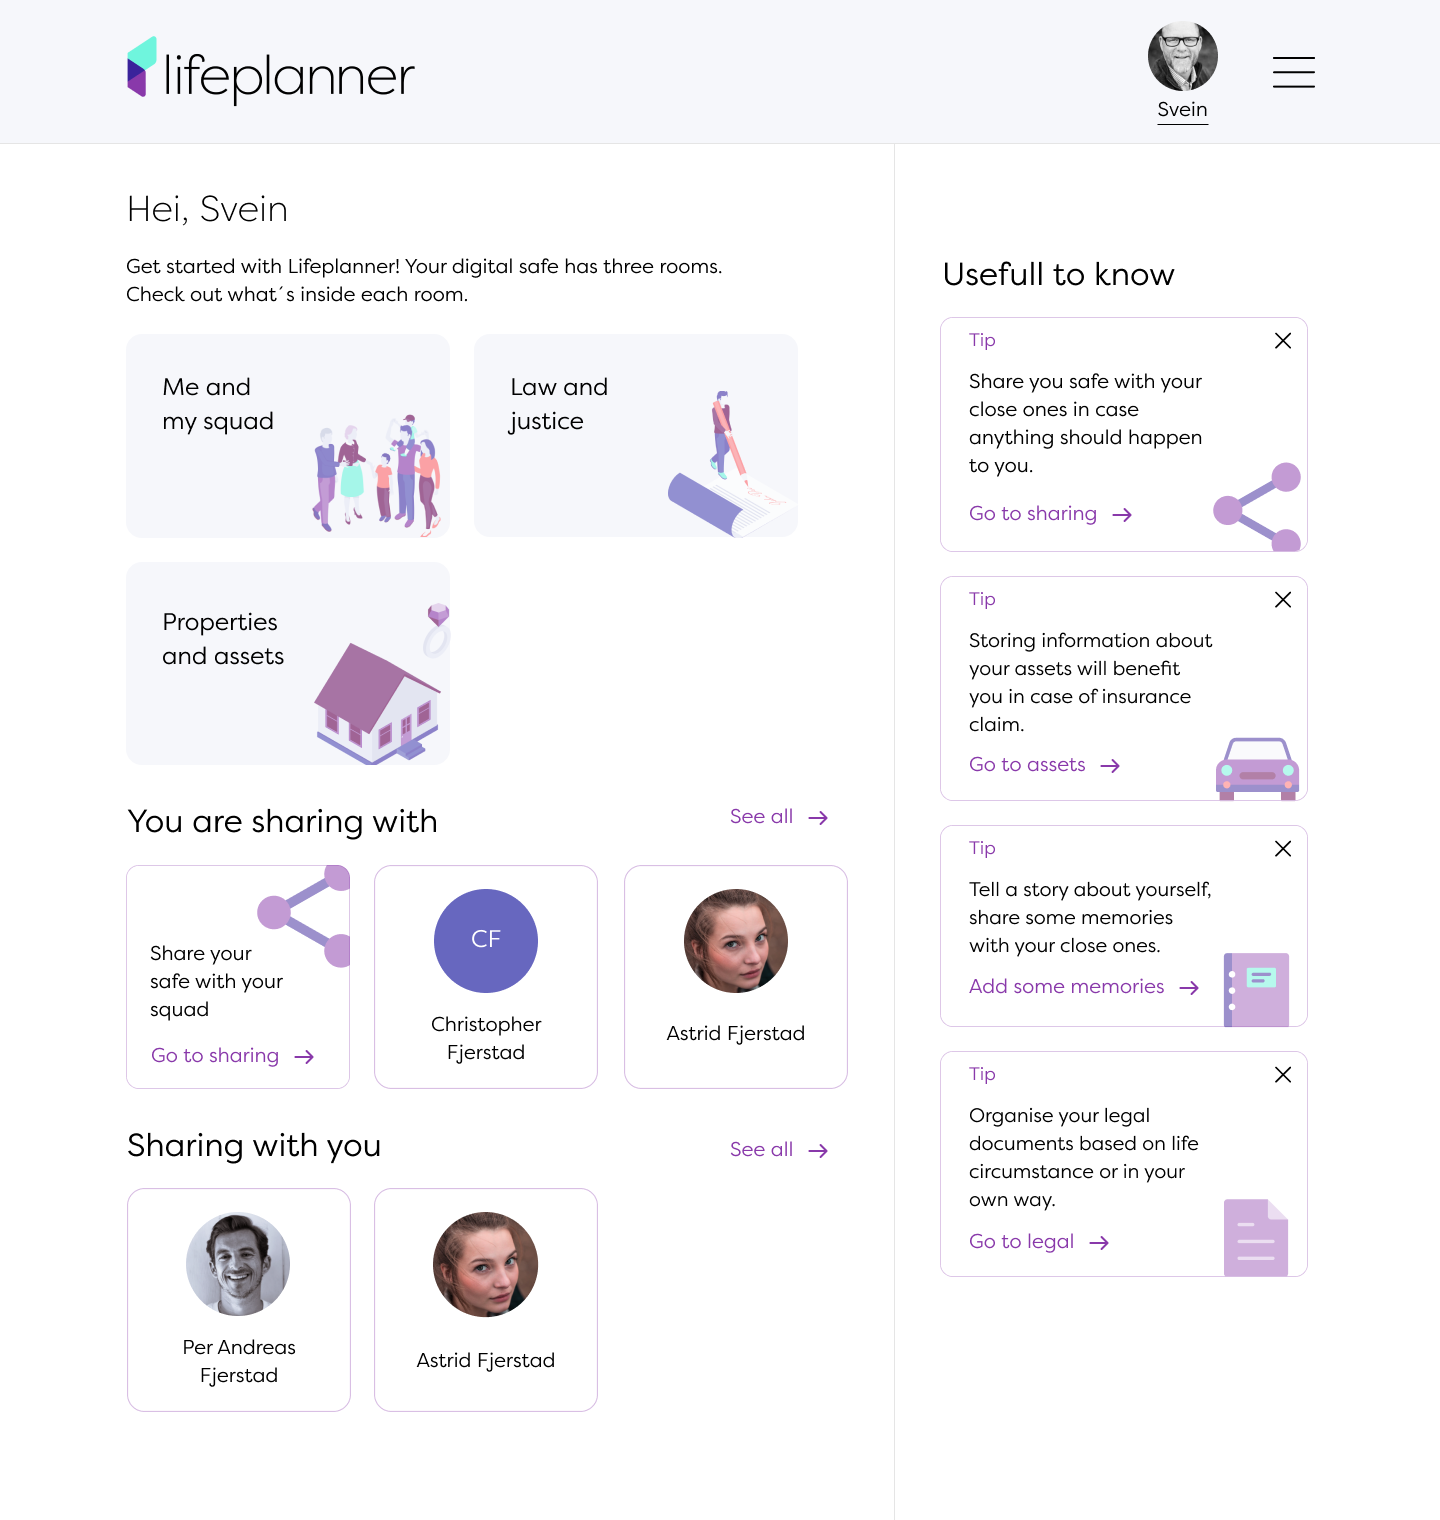 lifeplanner
Svein
Hei, Svein
Get started with Lifeplanner! Your digital safe has three rooms.
Check out what´s inside each room.
Me and
my squad
Law and
justice
Properties
and assets
You are sharing with
See all
Share your
safe with your
squad
Go to sharing
CF
Christopher
Fjerstad
Astrid Fjerstad
Sharing with you
See all
Per Andreas
Fjerstad
Astrid Fjerstad
Usefull to know
Tip
Share you safe with your
close ones in case
anything should happen
to you.
Go to sharing
Tip
Storing information about
your assets will benefit
you in case of insurance
claim.
Go to assets
Tip
Tell a story about yourself,
share some memories
with your close ones.
Add some memories
Tip
Organise your legal
documents based on life
circumstance or in your
own way.
Go to legal